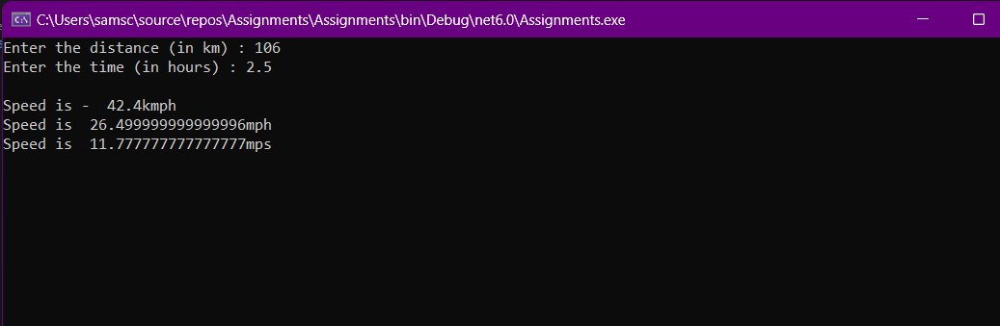 C:\Users\samsc\source\repos\Assignments\Assignments\bin\Debug\net6.0\Assignments.exe
Enter the distance (in km) : 106
Enter the time (in hours) : 2.5
Speed is -  42.4kmph
Speed is  26.499999999999996mph
Speed is  11.777777777777777mps